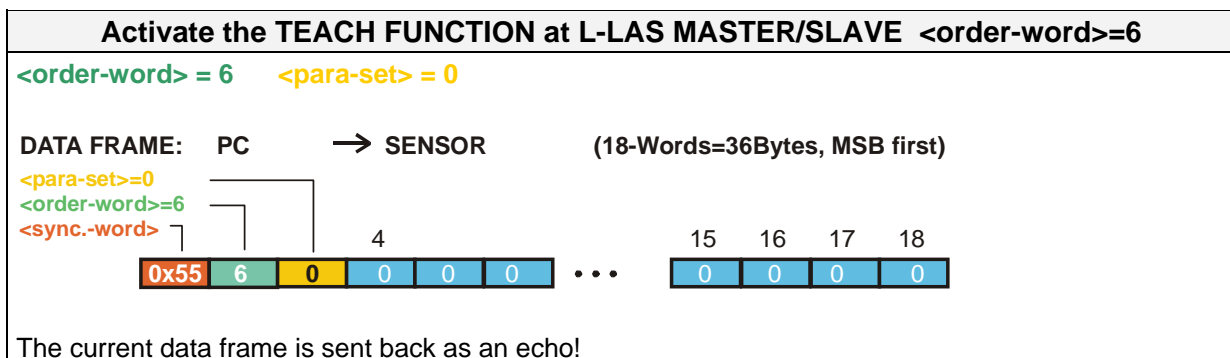 Activate the TEACH FUNCTION at L-LAS MASTER/SLAVE <order-word>=6
<order-word> = 6 <para-set> = 0
DATA FRAME: PC → SENSOR (18-Words=36Bytes, MSB first)
<para-set>=0
<order-word>=6
<sync.-word>
4 15 16 17 18
0x55 6 0 0 0 0 • • • 0 0 0 0
The current data frame is sent back as an echo!